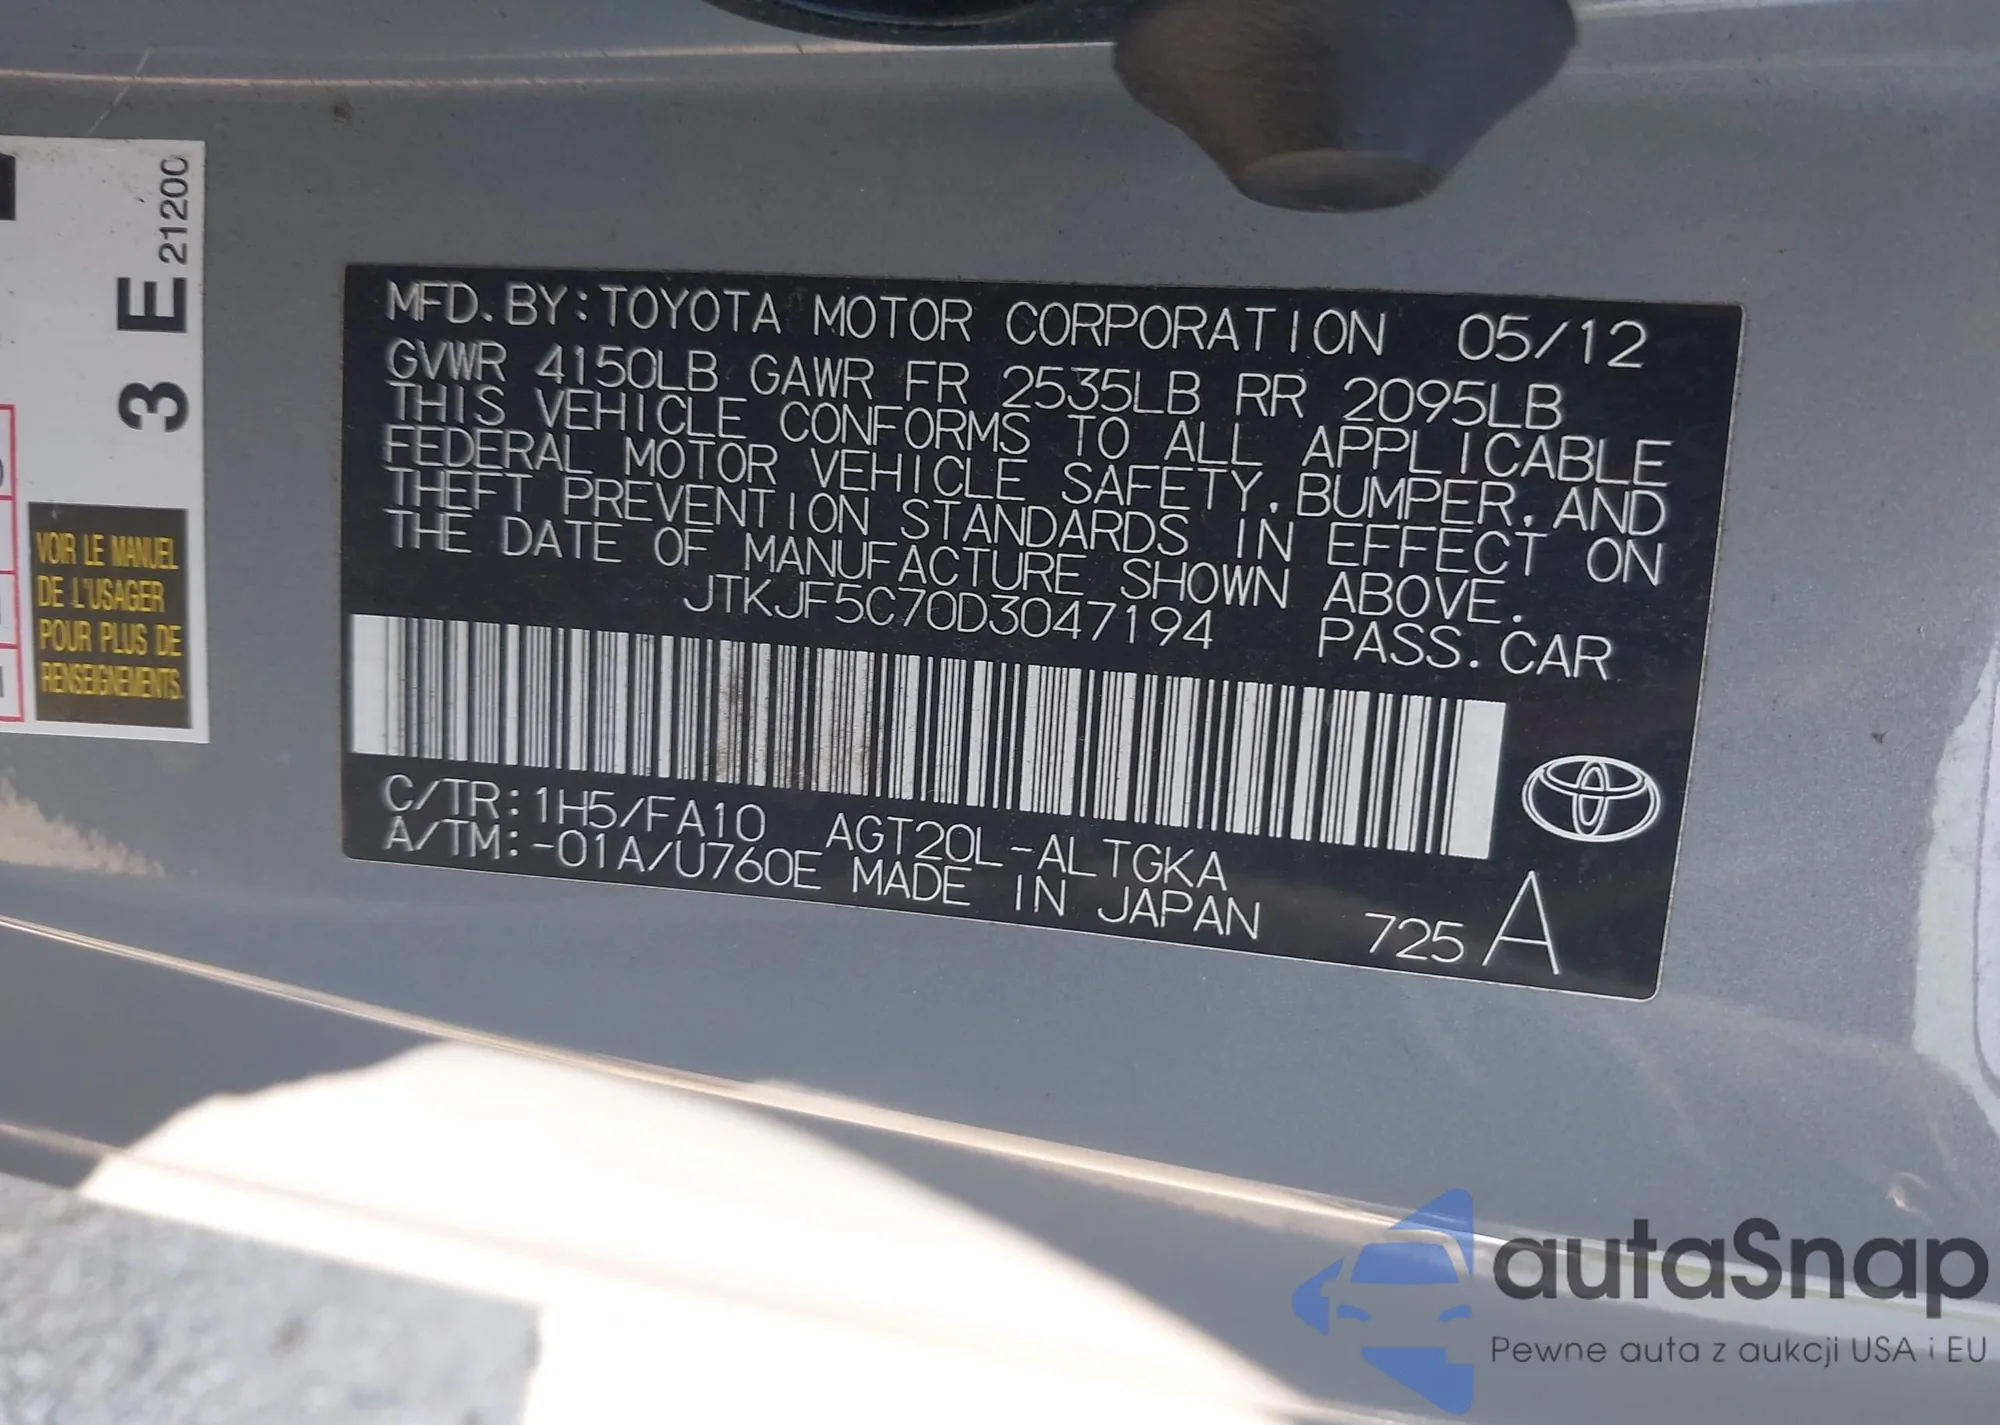 3 E 21200
VOIR LE MANUEL
DE L'USAGER
POUR PLUS DE
RENSEIGNEMENTS.
MFD. BY: TOYOTA MOTOR CORPORATION 05/12
GVWR 4150LB GAWR FR 2535LB RR 2095LB
THIS VEHICLE CONFORMS TO ALL APPLICABLE
FEDERAL MOTOR VEHICLE SAFETY, BUMPER, AND
THEFT PREVENTION STANDARDS IN EFFECT ON
THE DATE OF MANUFACTURE SHOWN ABOVE.
JTKJF5C70D3047194 PASS. CAR
C/TR: 1H5/FA10 AGT20L-ALTGKA
A/TM: -01A/U760E MADE IN JAPAN
725 A
autaSnap
Pewne auta z aukcji USA i EU